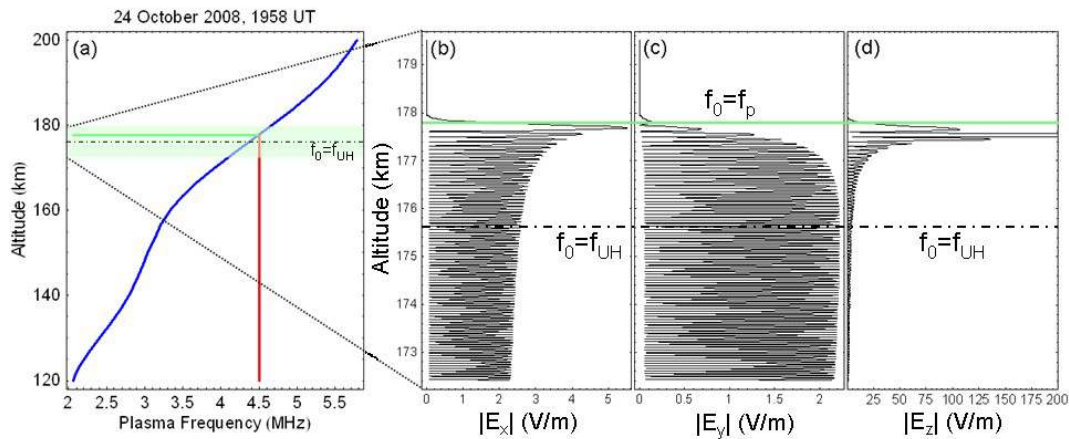 24 October 2008, 1958 UT
(a)
200
180
160
140
120
Altitude (km)
2 2.5 3 3.5 4 4.5 5 5.5
Plasma Frequency (MHz)
f0=fUH
(b)
179
178
177
176
175
174
173
Altitude (km)
0 1 2 3 4 5
|Ex| (V/m)
f0=fUH
(c)
f0=fp
0 0.5 1 1.5 2
|Ey| (V/m)
(d)
f0=fUH
25 50 75 100 125 150 175 200
|Ez| (V/m)